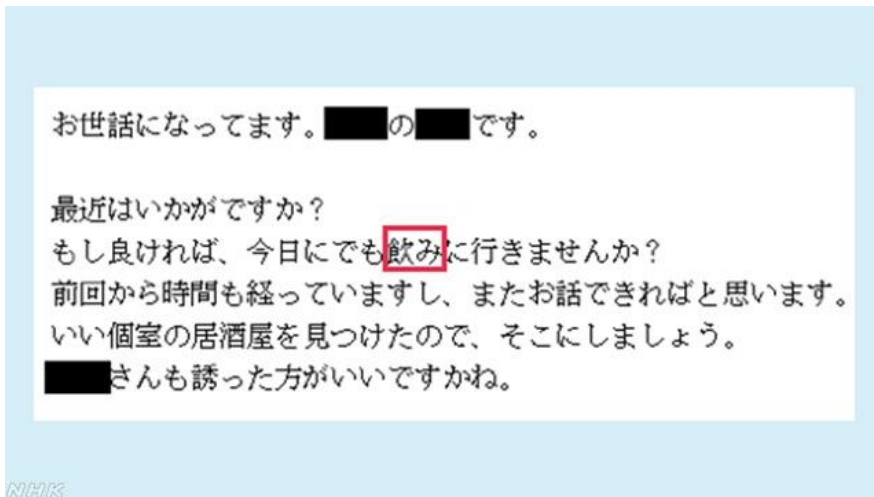 お世話になってます。の です。
最近はいかがですか？
もし良ければ、今日にでも飲みに行きませんか？
前回から時間も経っていますし、またお話できればと思います。
いい個室の居酒屋を見つけたので、そこにしましょう。
さんも誘った方がいいですかね。
NHK